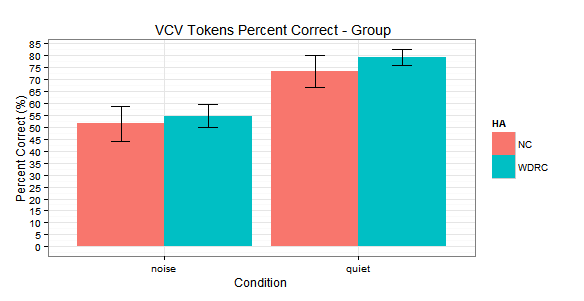 VCV Tokens Percent Correct - Group
Percent Correct (%)
85
80
75
70
65
60
55
50
45
40
35
30
25
20
15
10
5
0
noise quiet
Condition
HA
NC
WDRC